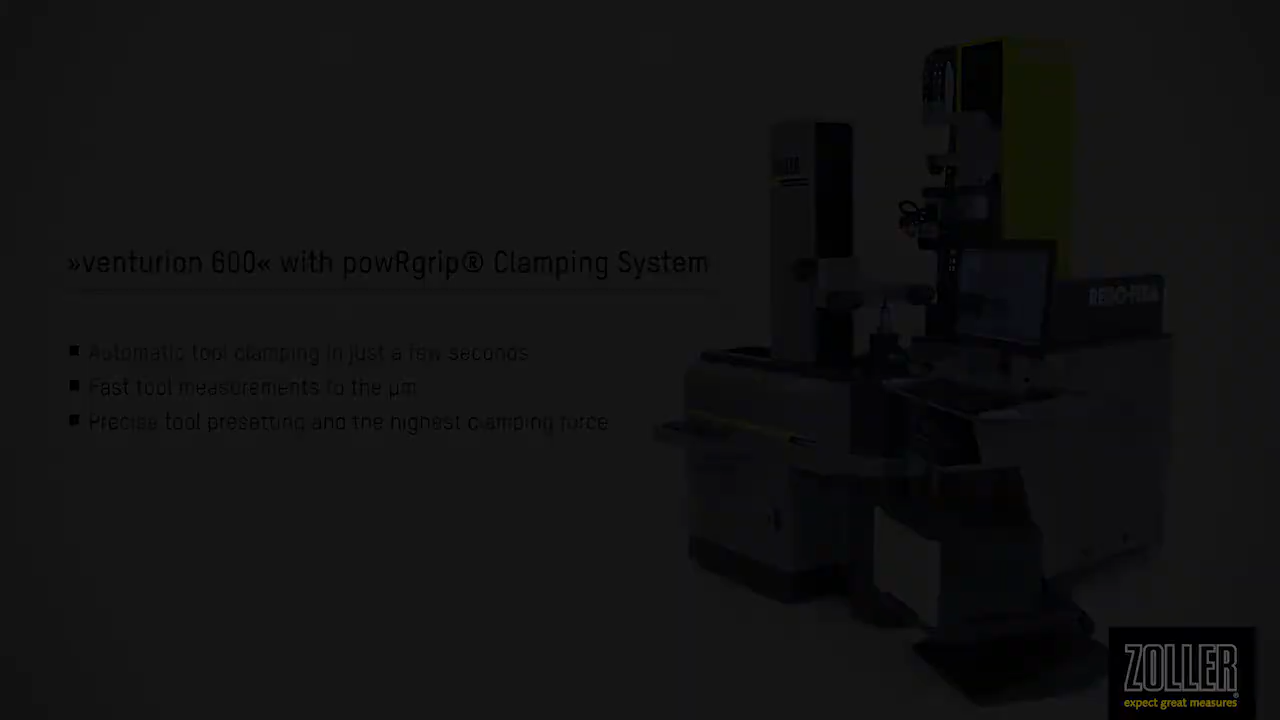 »venturion 600« with powRgrip® Clamping System
Automatic tool clamping in just a few seconds
Fast tool measurements to the µm
Precise tool presetting and the highest clamping force
ZOLLER®
expect great measures